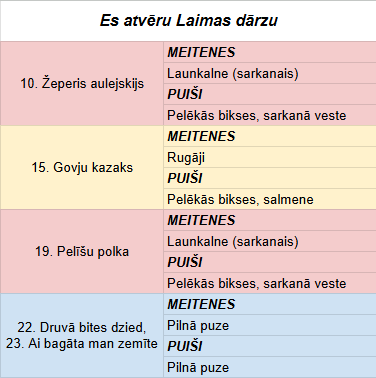 Es atvēru Laimas dārzu
10. Žeperis aulejskijs
MEITENES
Launkalne (sarkanais)
PUIŠI
Pelēkās bikses, sarkanā veste
15. Govju kazaks
MEITENES
Rugāji
PUIŠI
Pelēkās bikses, salmene
19. Pelīšu polka
MEITENES
Launkalne (sarkanais)
PUIŠI
Pelēkās bikses, sarkanā veste
22. Druvā bites dzied,
23. Ai bagāta man zemīte
MEITENES
Pilnā puze
PUIŠI
Pilnā puze